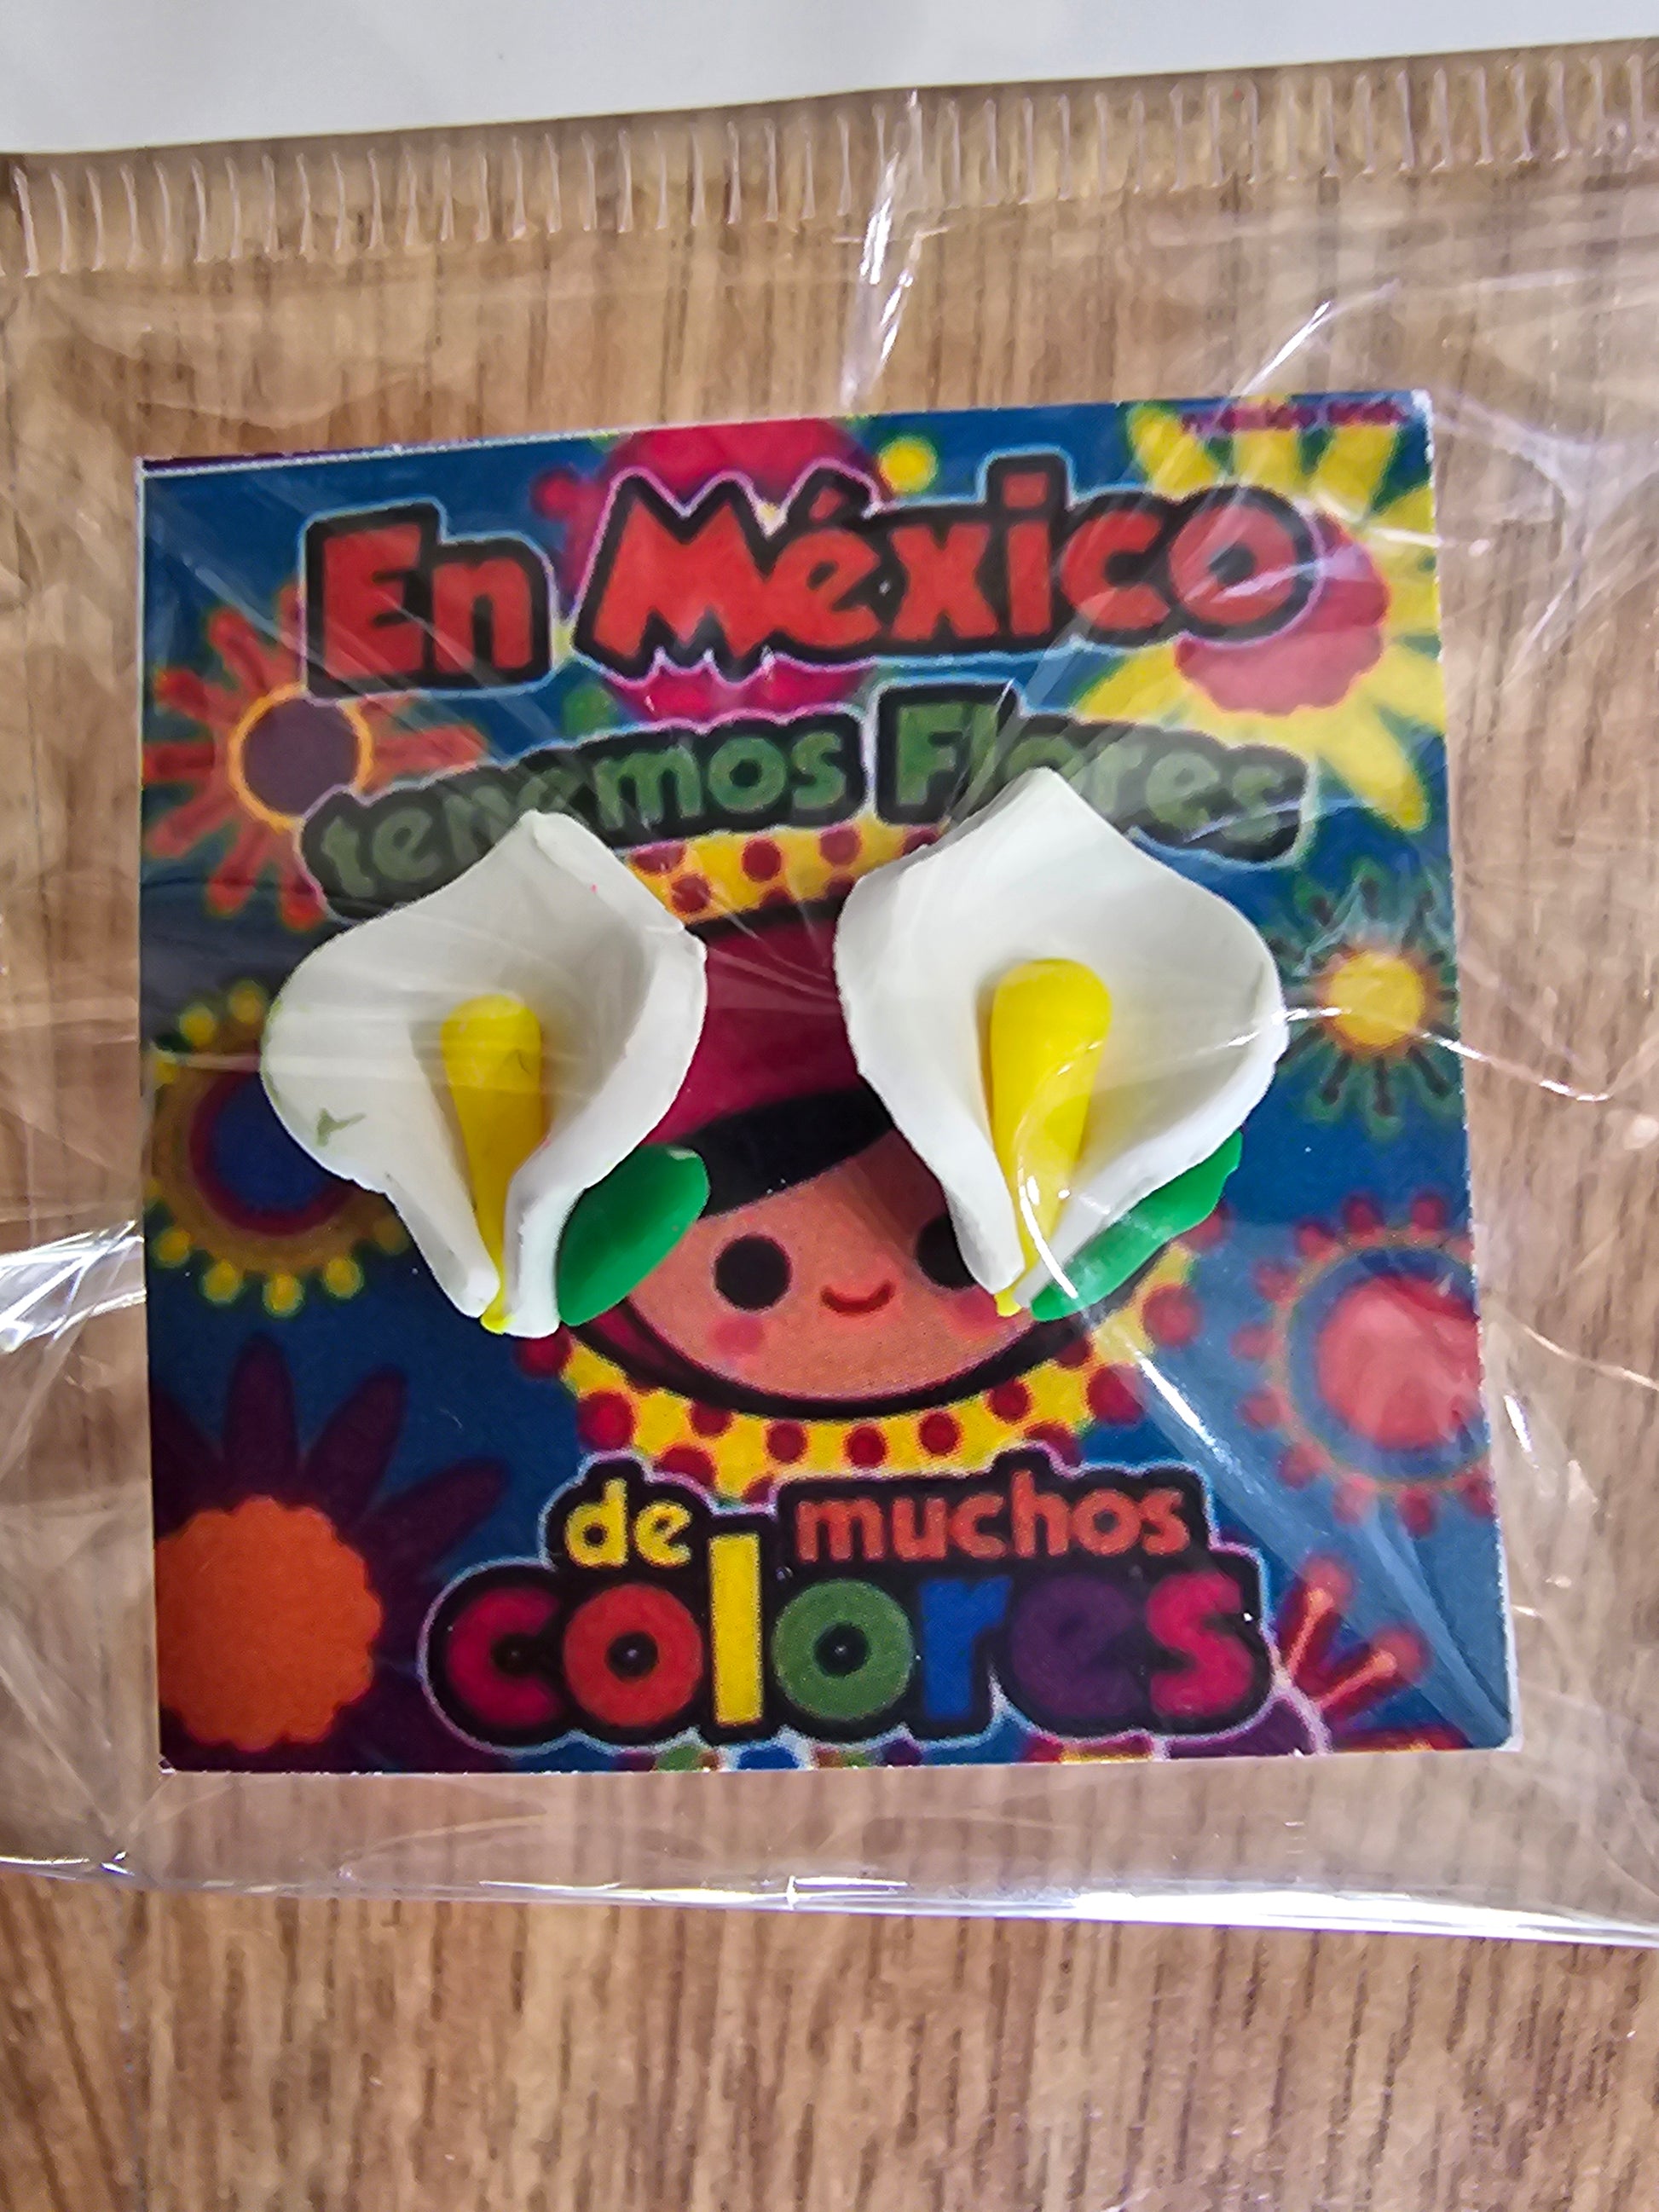 En México
tenemos Flores
de muchos
colores